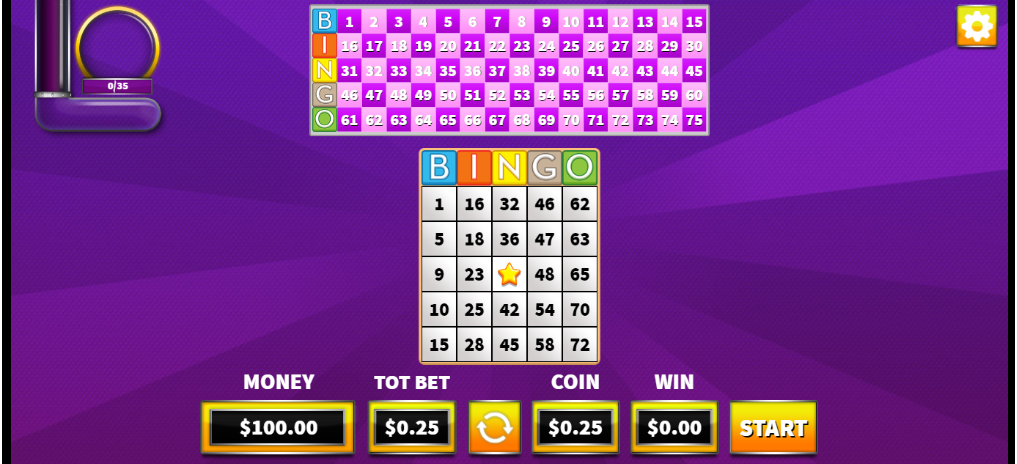 B 1 2 3 4 5 6 7 8 9 10 11 12 13 14 15
I 16 17 18 19 20 21 22 23 24 25 26 27 28 29 30
N 31 32 33 34 35 36 37 38 39 40 41 42 43 44 45
G 46 47 48 49 50 51 52 53 54 55 56 57 58 59 60
O 61 62 63 64 65 66 67 68 69 70 71 72 73 74 75
0/35
B I N G O
1 16 32 46 62
5 18 36 47 63
9 23 48 65
10 25 42 54 70
15 28 45 58 72
MONEY TOT BET COIN WIN
$100.00 $0.25 $0.25 $0.00 START